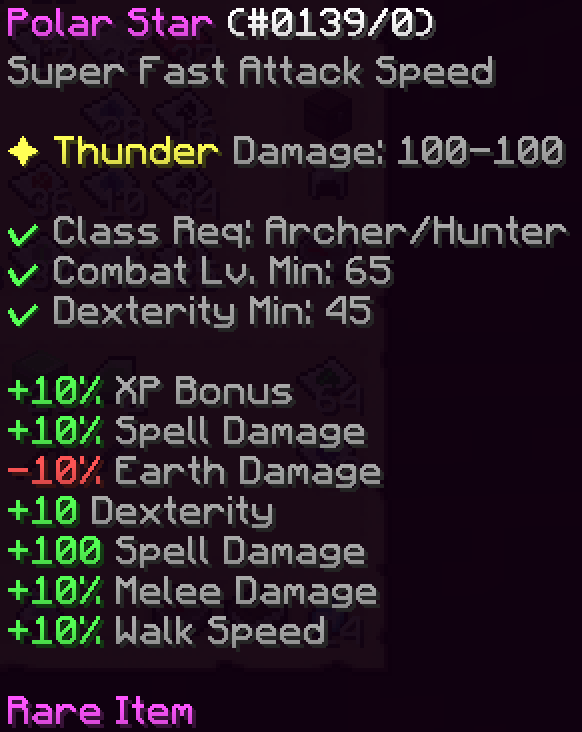 Polar Star (#0139/0)
Super Fast Attack Speed
✦ Thunder Damage: 100-100
✓ Class Req: Archer/Hunter
✓ Combat Lv. Min: 65
✓ Dexterity Min: 45
+10% XP Bonus
+10% Spell Damage
-10% Earth Damage
+10 Dexterity
+100 Spell Damage
+10% Melee Damage
+10% Walk Speed
Rare Item